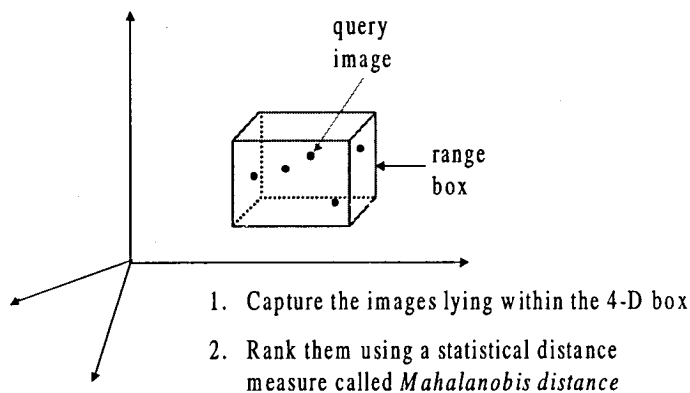 query
image
range
box
1. Capture the images lying within the 4-D box
2. Rank them using a statistical distance
measure called Mahalanobis distance